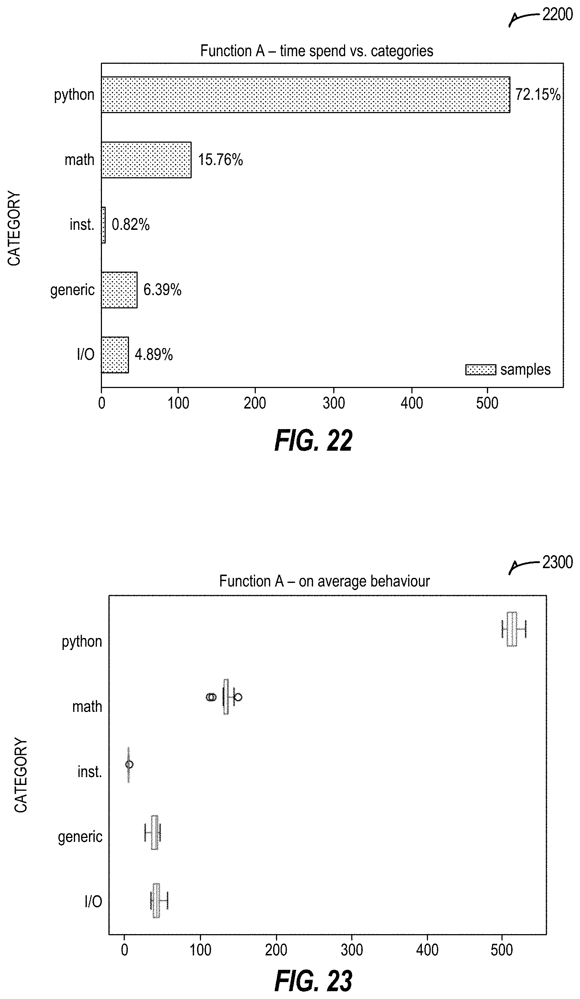 2200
Function A – time spend vs. categories
python
72.15%
math
15.76%
CATEGORY
inst.
0.82%
generic
6.39%
I/O
4.89%
samples
0 100 200 300 400 500
FIG. 22
2300
Function A – on average behaviour
python
math
CATEGORY
inst.
generic
I/O
0 100 200 300 400 500
FIG. 23